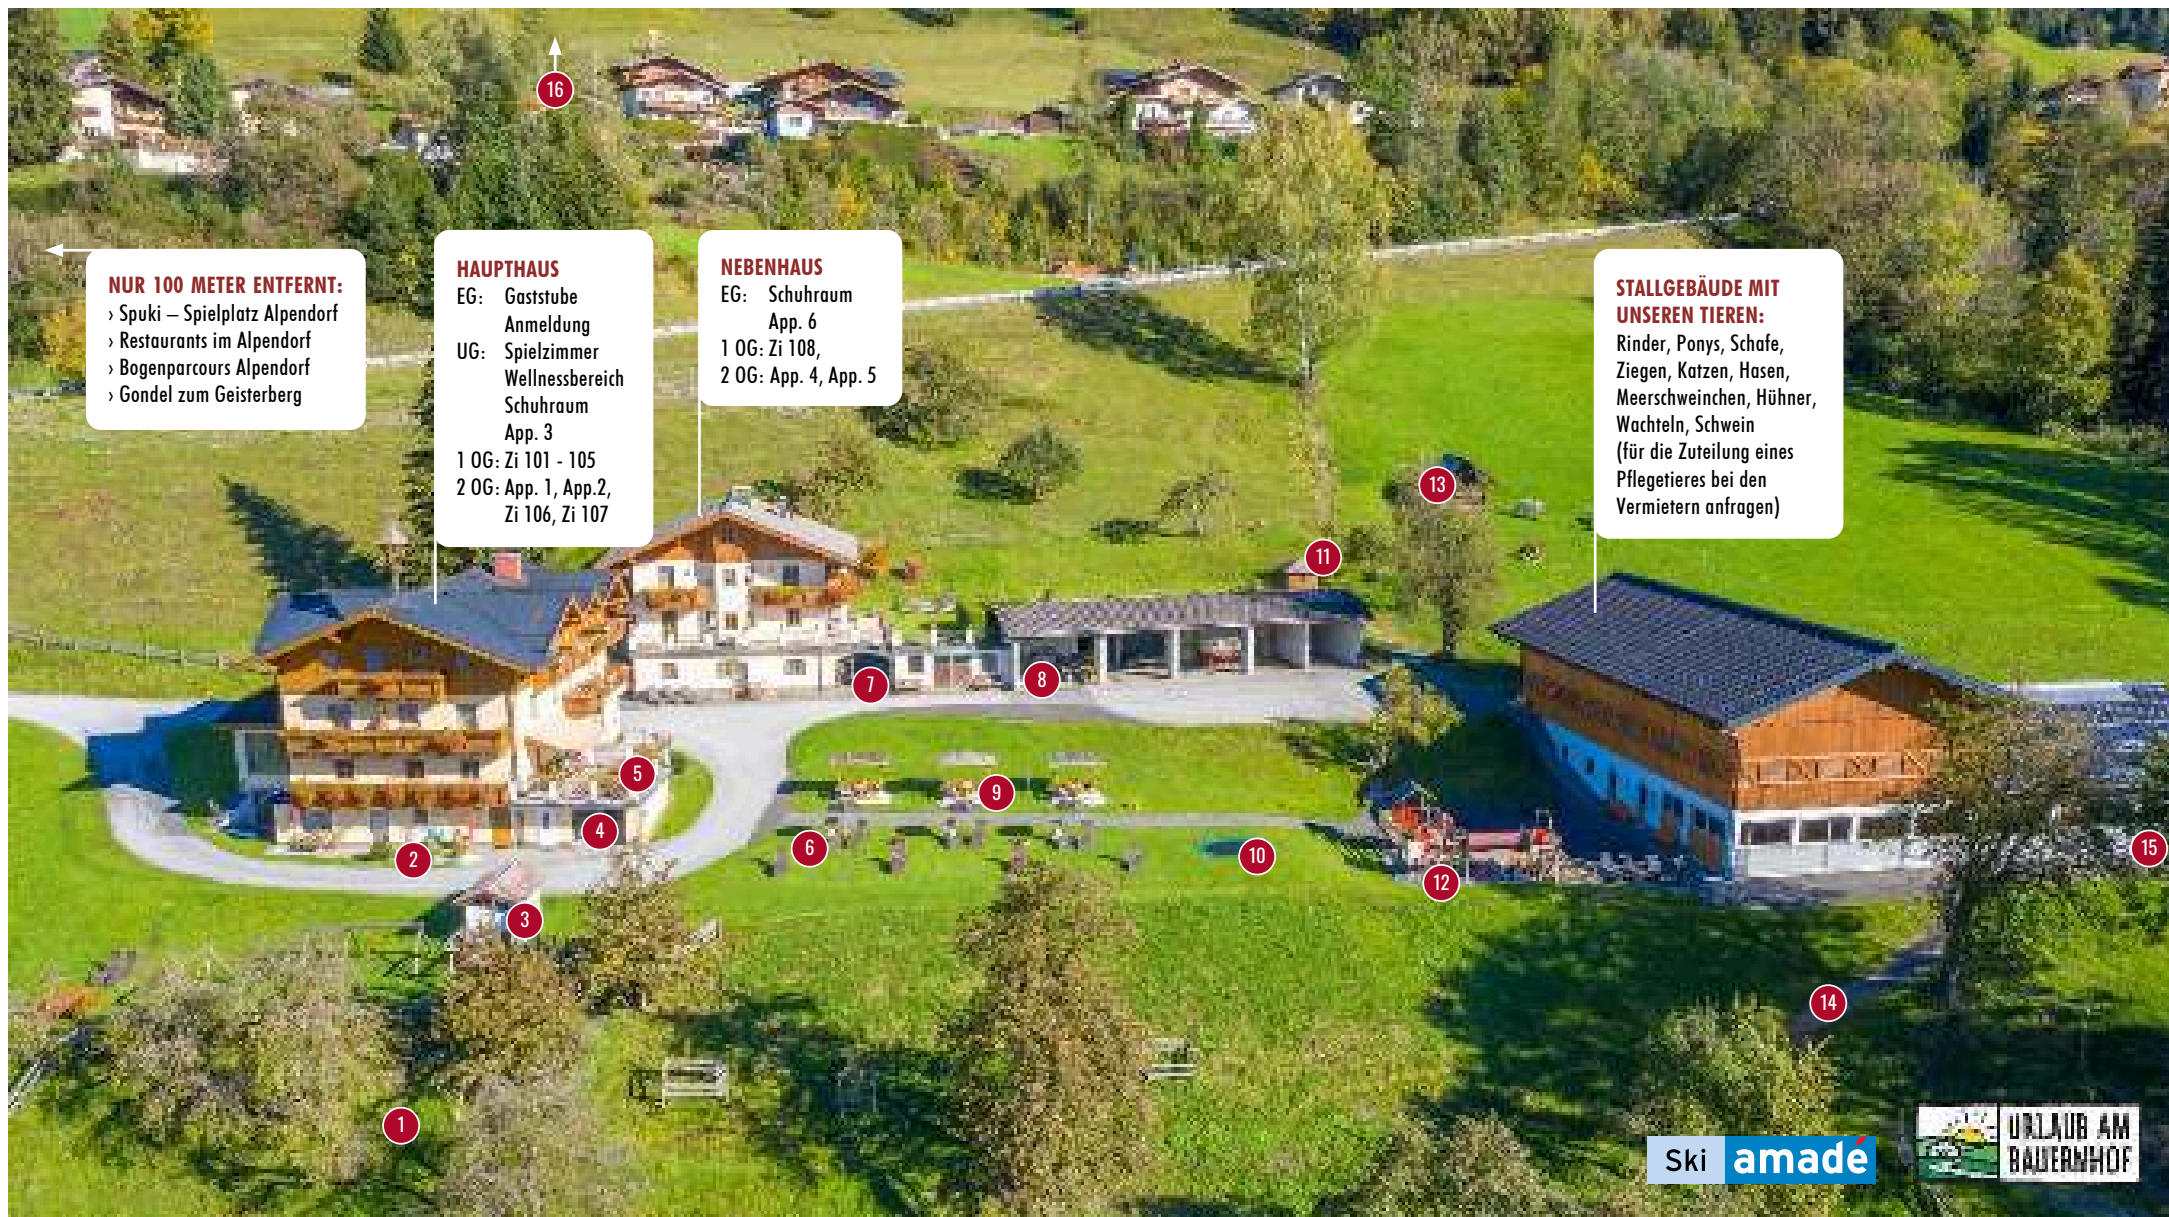 16
NUR 100 METER ENTFERNT:
› Spuki – Spielplatz Alpendorf
› Restaurants im Alpendorf
› Bogenparcours Alpendorf
› Gondel zum Geisterberg
HAUPTHAUS
EG: Gaststube
Anmeldung
UG: Spielzimmer
Wellnessbereich
Schuhraum
App. 3
1 OG: Zi 101 - 105
2 OG: App. 1, App.2,
Zi 106, Zi 107
NEBENHAUS
EG: Schuhraum
App. 6
1 OG: Zi 108,
2 OG: App. 4, App. 5
STALLGEBÄUDE MIT
UNSEREN TIEREN:
Rinder, Ponys, Schafe,
Ziegen, Katzen, Hasen,
Meerschweinchen, Hühner,
Wachteln, Schwein
(für die Zuteilung eines
Pflegetieres bei den
Vermietern anfragen)
13
11
7
8
5
9
4
6
2
10
12
15
3
14
1
Ski amadé
URLAUB AM
BAUERNHOF